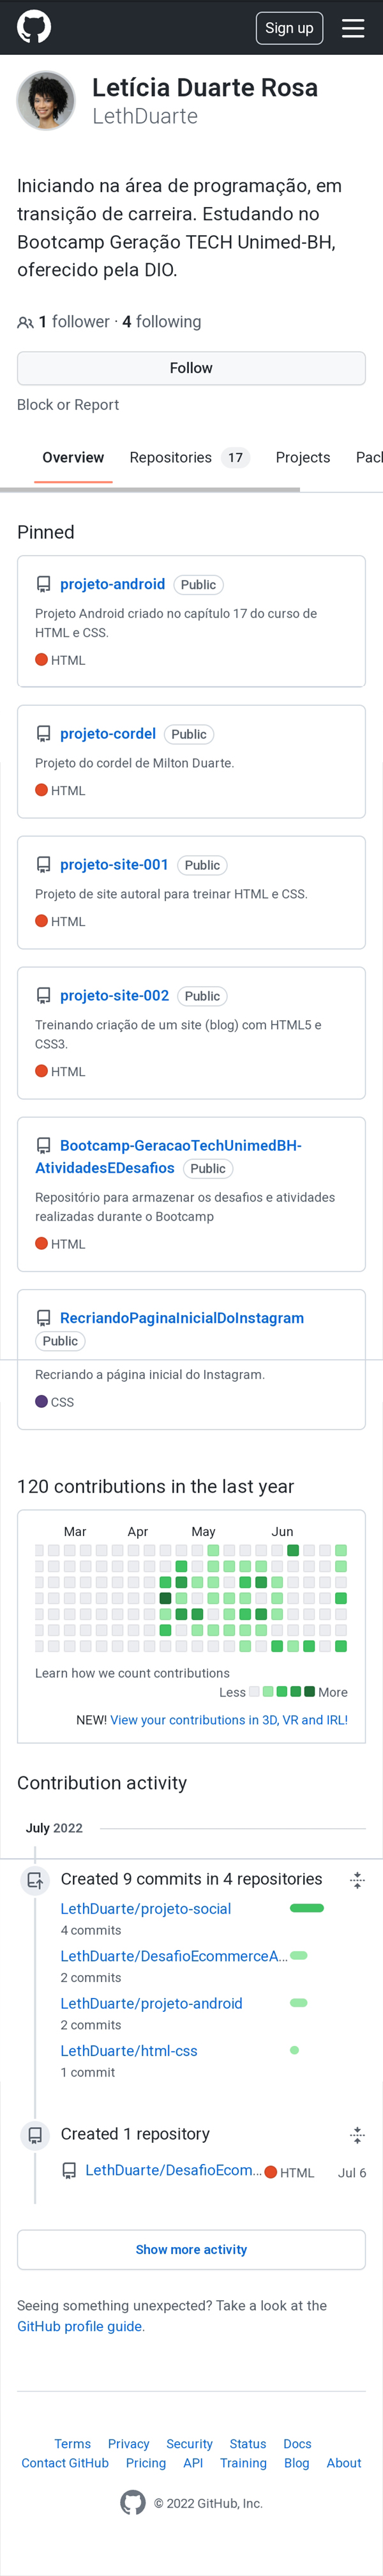 Sign up
Letícia Duarte Rosa
LethDuarte
Iniciando na área de programação, em
transição de carreira. Estudando no
Bootcamp Geração TECH Unimed-BH,
oferecido pela DIO.
1 follower · 4 following
Follow
Block or Report
Overview Repositories 17 Projects Pack
Pinned
projeto-android Public
Projeto Android criado no capítulo 17 do curso de
HTML e CSS.
HTML
projeto-cordel Public
Projeto do cordel de Milton Duarte.
HTML
projeto-site-001 Public
Projeto de site autoral para treinar HTML e CSS.
HTML
projeto-site-002 Public
Treinando criação de um site (blog) com HTML5 e
CSS3.
HTML
Bootcamp-GeracaoTechUnimedBH-
AtividadesEDesafios Public
Repositório para armazenar os desafios e atividades
realizadas durante o Bootcamp
HTML
RecriandoPaginaInicialDoInstagram
Public
Recriando a página inicial do Instagram.
CSS
120 contributions in the last year
Mar Apr May Jun
Learn how we count contributions
Less More
NEW! View your contributions in 3D, VR and IRL!
Contribution activity
July 2022
Created 9 commits in 4 repositories
LethDuarte/projeto-social
4 commits
LethDuarte/DesafioEcommerceA…
2 commits
LethDuarte/projeto-android
2 commits
LethDuarte/html-css
1 commit
Created 1 repository
LethDuarte/DesafioEcom… HTML Jul 6
Show more activity
Seeing something unexpected? Take a look at the
GitHub profile guide.
Terms Privacy Security Status Docs
Contact GitHub Pricing API Training Blog About
© 2022 GitHub, Inc.